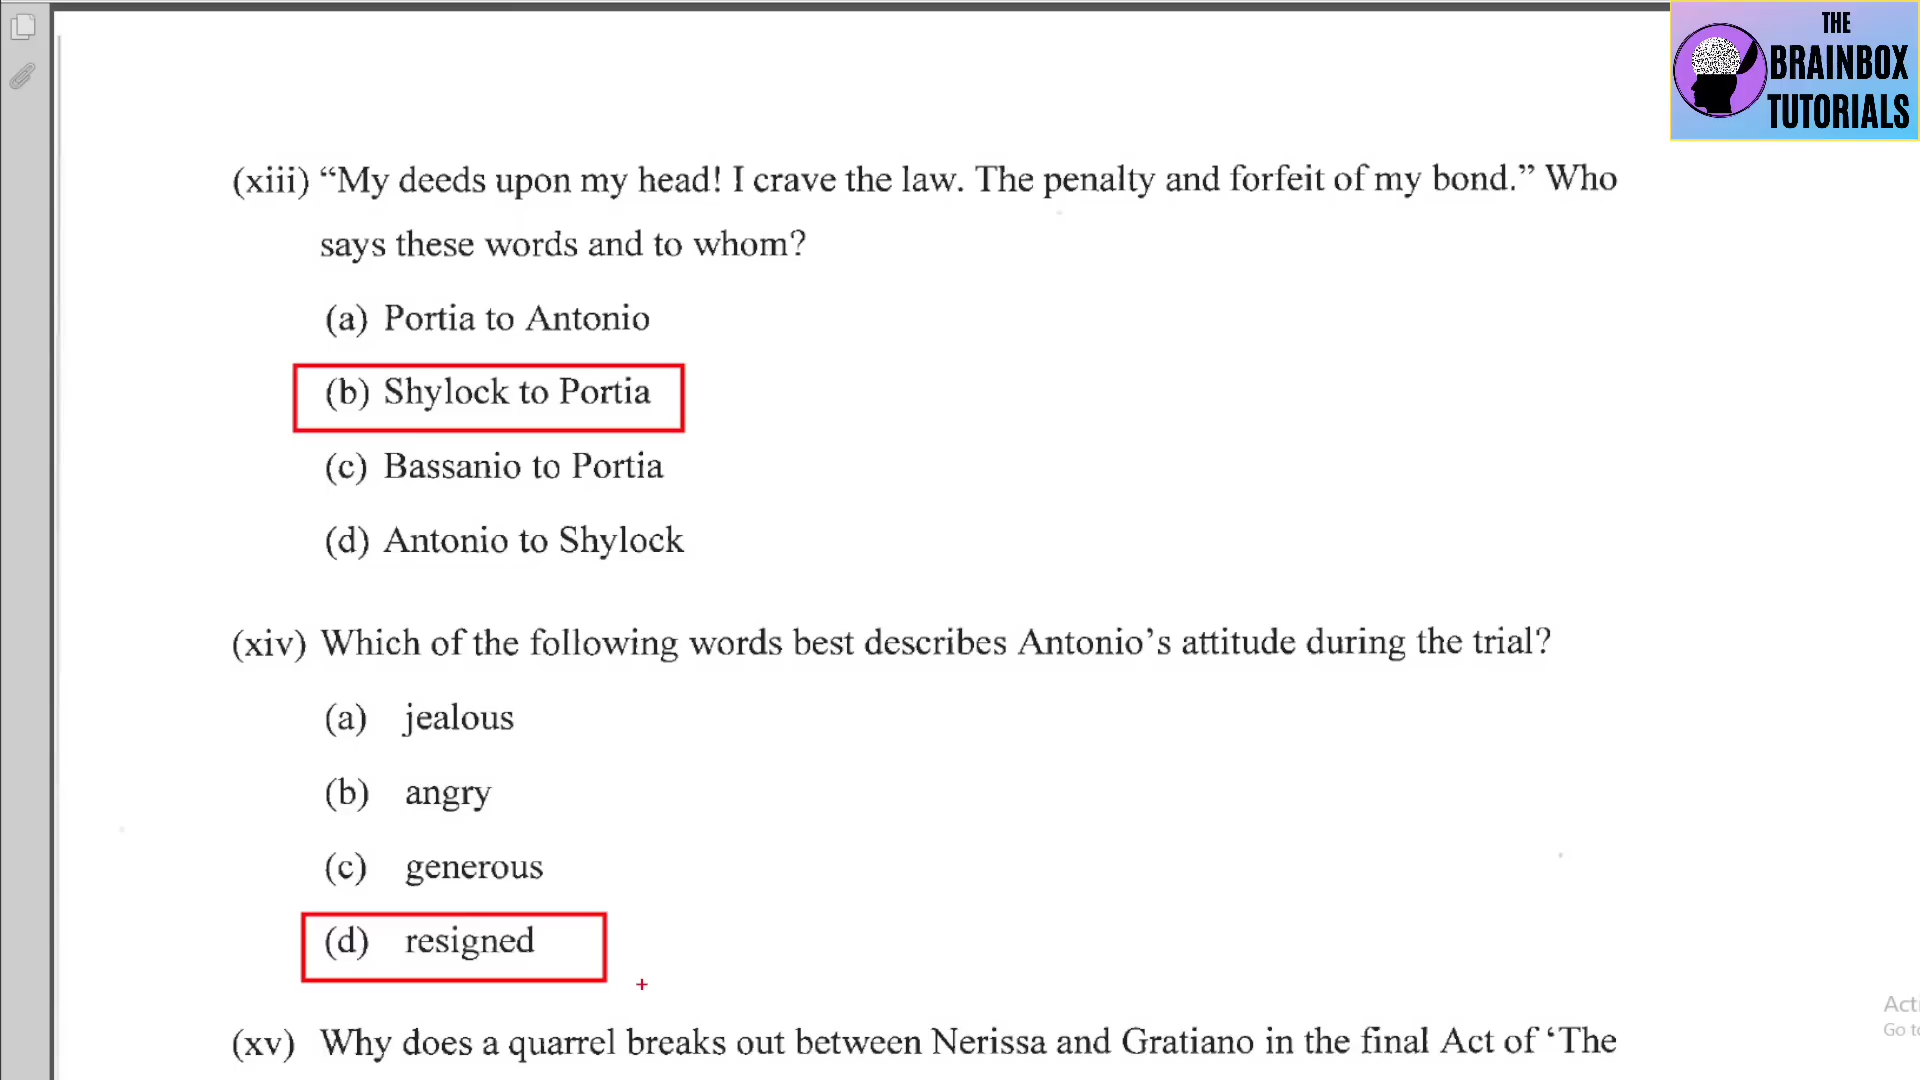 THE
BRAINBOX
TUTORIALS
(xiii) “My deeds upon my head! I crave the law. The penalty and forfeit of my bond.” Who
says these words and to whom?
(a) Portia to Antonio
(b) Shylock to Portia
(c) Bassanio to Portia
(d) Antonio to Shylock
(xiv) Which of the following words best describes Antonio’s attitude during the trial?
(a) jealous
(b) angry
(c) generous
(d) resigned
(xv) Why does a quarrel breaks out between Nerissa and Gratiano in the final Act of ‘The
Acti
Go to